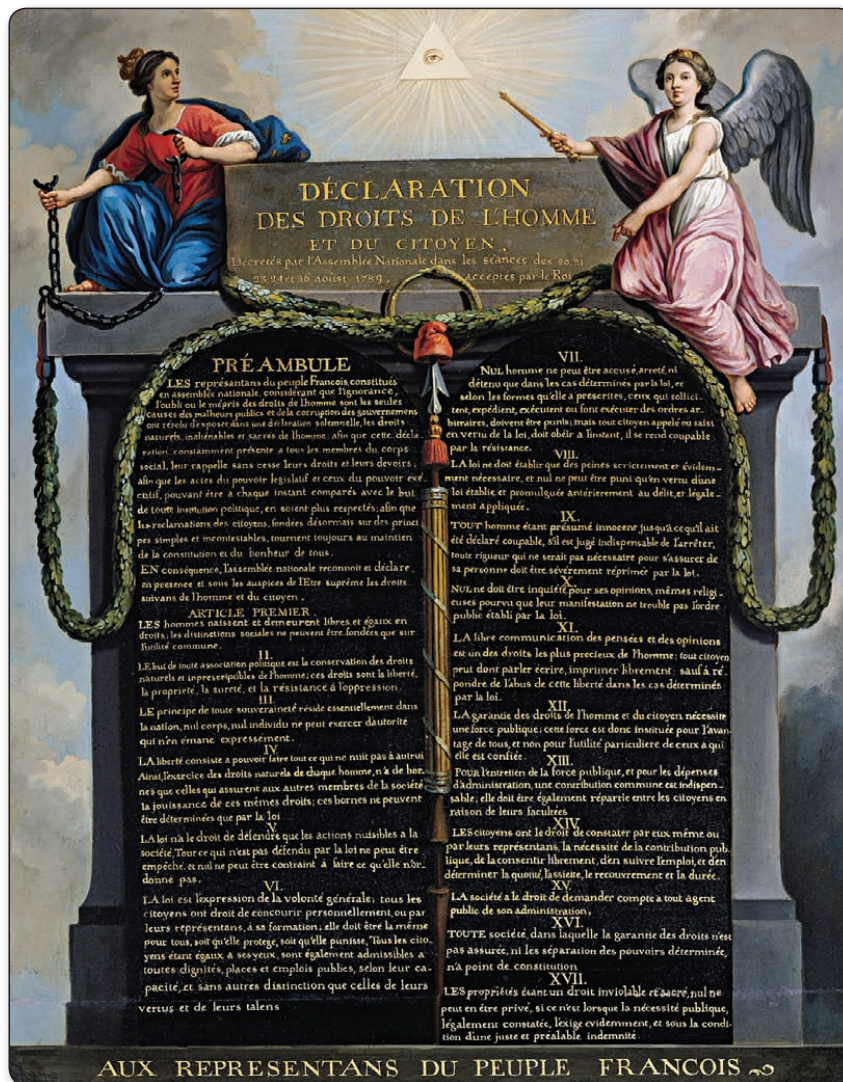 DÉCLARATION
DES DROITS DE L'HOMME
ET DU CITOYEN,
Décretés par l'Assemblée Nationale dans les séances des 20, 21
23, 24 et 26 aoûst 1789, acceptés par le Roi
PRÉAMBULE
LES représantans du peuple Francois, constitués
en assemblée nationale, considérant que l'ignorance,
l'oubli ou le mépris des droits de l'homme sont les seules
causes des malheurs publics et de la corruption des gouvernemens
ont résolu d'exposer dans une déclaration solemnelle, les droits
naturels, inaliénables et sacrés de l'homme; afin que cette décla
ration, constamment présente a tous les membres du corps
social, leur rappelle sans cesse leurs droits et leurs devoirs;
afin que les actes du pouvoir legislatif et ceux du pouvoir exé
cutif, pouvant être a chaque instant comparés avec le but
de toute institution politique, en soient plus respectés; afin que
les reclamations des citoyens, fondées désormais sur des princi
pes simples et incontestables, tournent toujours au maintien
de la constitution et du bonheur de tous.
EN conséquence, l'assemblée nationale reconnoit et déclare,
en presence et sous les auspices de l'Etre suprême les droits
suivans de l'homme et du citoyen.
ARTICLE PREMIER.
LES hommes naissent et demeurent libres et égaux en
droits; les distinctions sociales ne peuvent être fondées que sur
l'utilité commune.
II.
LE but de toute association politique est la conservation des droits
naturels et inprescripibles de l'homme; ces droits sont la liberté,
la propriete, la sureté, et la résistance à l'oppression.
III.
LE principe de toute souveraineté réside essentiellement dans
la nation, nul corps, nul individu ne peut exercer d'autorité
qui n'en émane expressément.
IV.
LA liberté consiste a pouvoir faire tout ce qui ne nuit pas à autrui
Ainsi, l'exercice des droits naturels de chaque homme, n'a de bor
nes que celles qui assurent aux autres membres de la société
la jouissance de ces mêmes droits; ces bornes ne peuvent
être déterminées que par la loi
V.
LA loi n'a le droit de défendre que les actions nuisibles a la
société. Tout ce qui n'est pas défendu par la loi ne peut être
empêché, et nul ne peut être contraint à faire ce qu'elle n'or-
donne pas.
VI.
LA loi est l'expression de la volonté générale; tous les
citoyens ont droit de concourir personnellement, ou par
leurs représentans, à sa formation; elle doit être la même
pour tous, soit qu'elle protege, soit qu'elle punisse, Tous les cito
yens étant égaux a ses yeux, sont également admissibles a
toutes dignités, places et emplois publics, selon leur ca-
pacité, et sans autres distinction que celles de leurs
vertus et de leurs talens
VII.
NUL homme ne peut être accusé, arreté, ni
détenu que dans les cas déterminés par la loi, et
selon les formes qu'elle a prescrites, ceux qui sollici-
tent, expédient, exécutent ou font exécuter des ordres ar-
bitraires, doivent être punis; mais tout citoyen appelé ou saisi
en vertu de la loi, doit obéir a l'instant, il se rend coupable
par la résistance.
VIII.
LA loi ne doit établir que des peines strictement et évidem-
ment nécessaire, et nul ne peut être puni qu'en vertu d'une
loi établie et promulguée antérierement au délit, et légale-
ment appliquée.
IX.
TOUT homme étant présumé innocent jusqu'à ce qu'il ait
été déclaré coupable, s'il est jugé indispensable de l'arrêter,
toute rigueur qui ne serait pas nécessaire pour s'assurer de
sa personne doit être sévèrement réprimée par la loi.
X.
NUL ne doit être inquiété pour ses opinions, mêmes religi-
euses pourvu que leur manifestation ne trouble pas l'ordre
public établi par la loi.
XI.
LA libre communication des pensées et des opinions
est un des droits les plus precieux de l'homme; tout citoyen
peut dont parler écrire, imprimer librement; sauf à ré
pondre de l'abus de cette liberté dans les cas déterminés
par la loi.
XII.
LA garantie des droits de l'homme et du citoyen nécessite
une force publique; cette force est donc instituée pour l'avan-
tage de tous, et non pour l'utilité particuliere de ceux a qui
elle est confiée.
XIII.
POUR l'entretien de la force publique, et pour les dépenses
d'administration, une contribution commune est indispen-
sable; elle doit être également répartie entre les citoyens en
raison de leurs facultées
XIV.
LES citoyens ont le droit de constater par eux même ou
par leurs représentans, la nécessité de la contribution pub-
lique, de la consentir librement, d'en suivre l'emploi, et d'en
déterminer la quotité, l'assiette, le recouvrement et la durée.
XV.
LA société a le droit de demander compte a tout agent
public de son administration.
XVI.
TOUTE société, dans laquelle la garantie des droits n'est
pas assurée, ni les séparation des pouvoirs déterminée,
n'a point de constitution
XVII.
LES propriétés étant un droit inviolable et sacré, nul ne
peut en être privé, si ce n'est lorsque la nécessité publique,
légalement constatée, l'exige evidemment, et sous la condi-
tion d'une juste et préalable indemnité.
AUX REPRESENTANS DU PEUPLE FRANCOIS